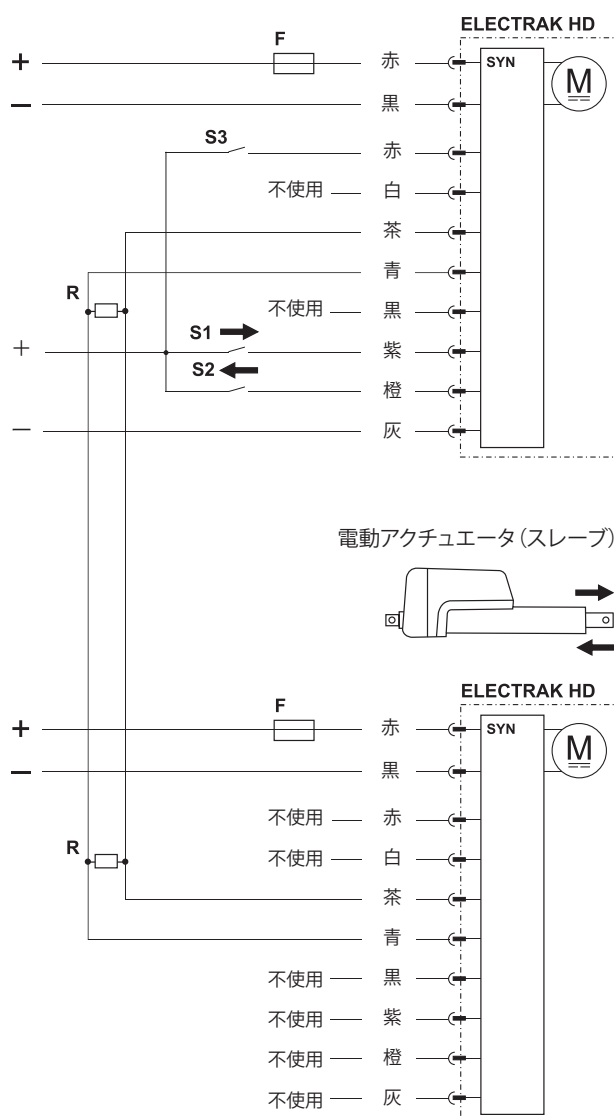 ELECTRAK HD
F
+ 赤 SYN
M
− 黒
S3 赤
不使用 白
茶
青
R
不使用 黒
S1
+ 紫
S2
橙
− 灰
電動アクチュエータ（スレーブ）
ELECTRAK HD
F
+ 赤 SYN
M
− 黒
不使用 赤
R 不使用 白
茶
青
不使用 黒
不使用 紫
不使用 橙
不使用 灰